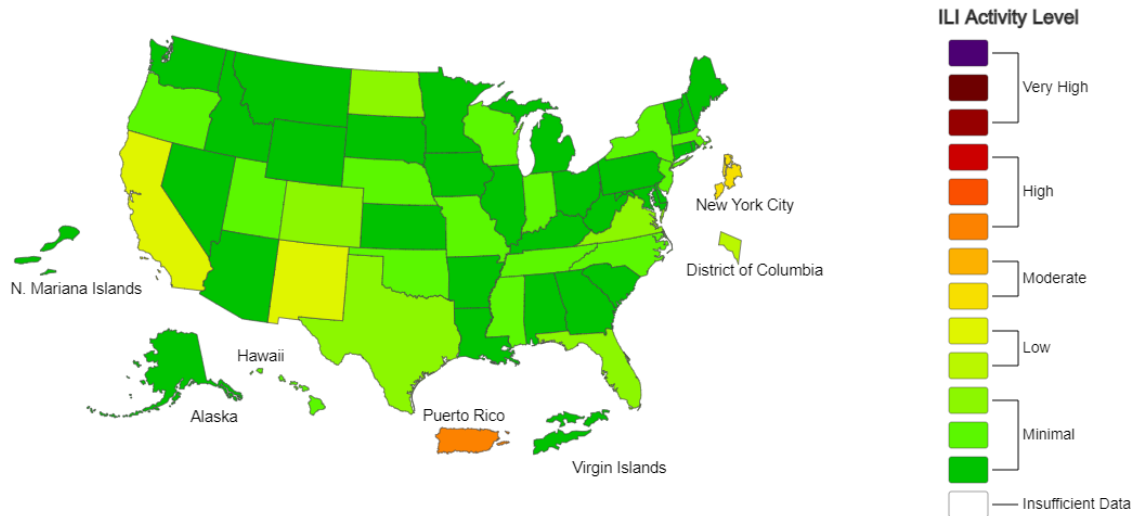 ILI Activity Level
Very High
High
Moderate
Low
Minimal
Insufficient Data
New York City
District of Columbia
N. Mariana Islands
Hawaii
Alaska
Puerto Rico
Virgin Islands